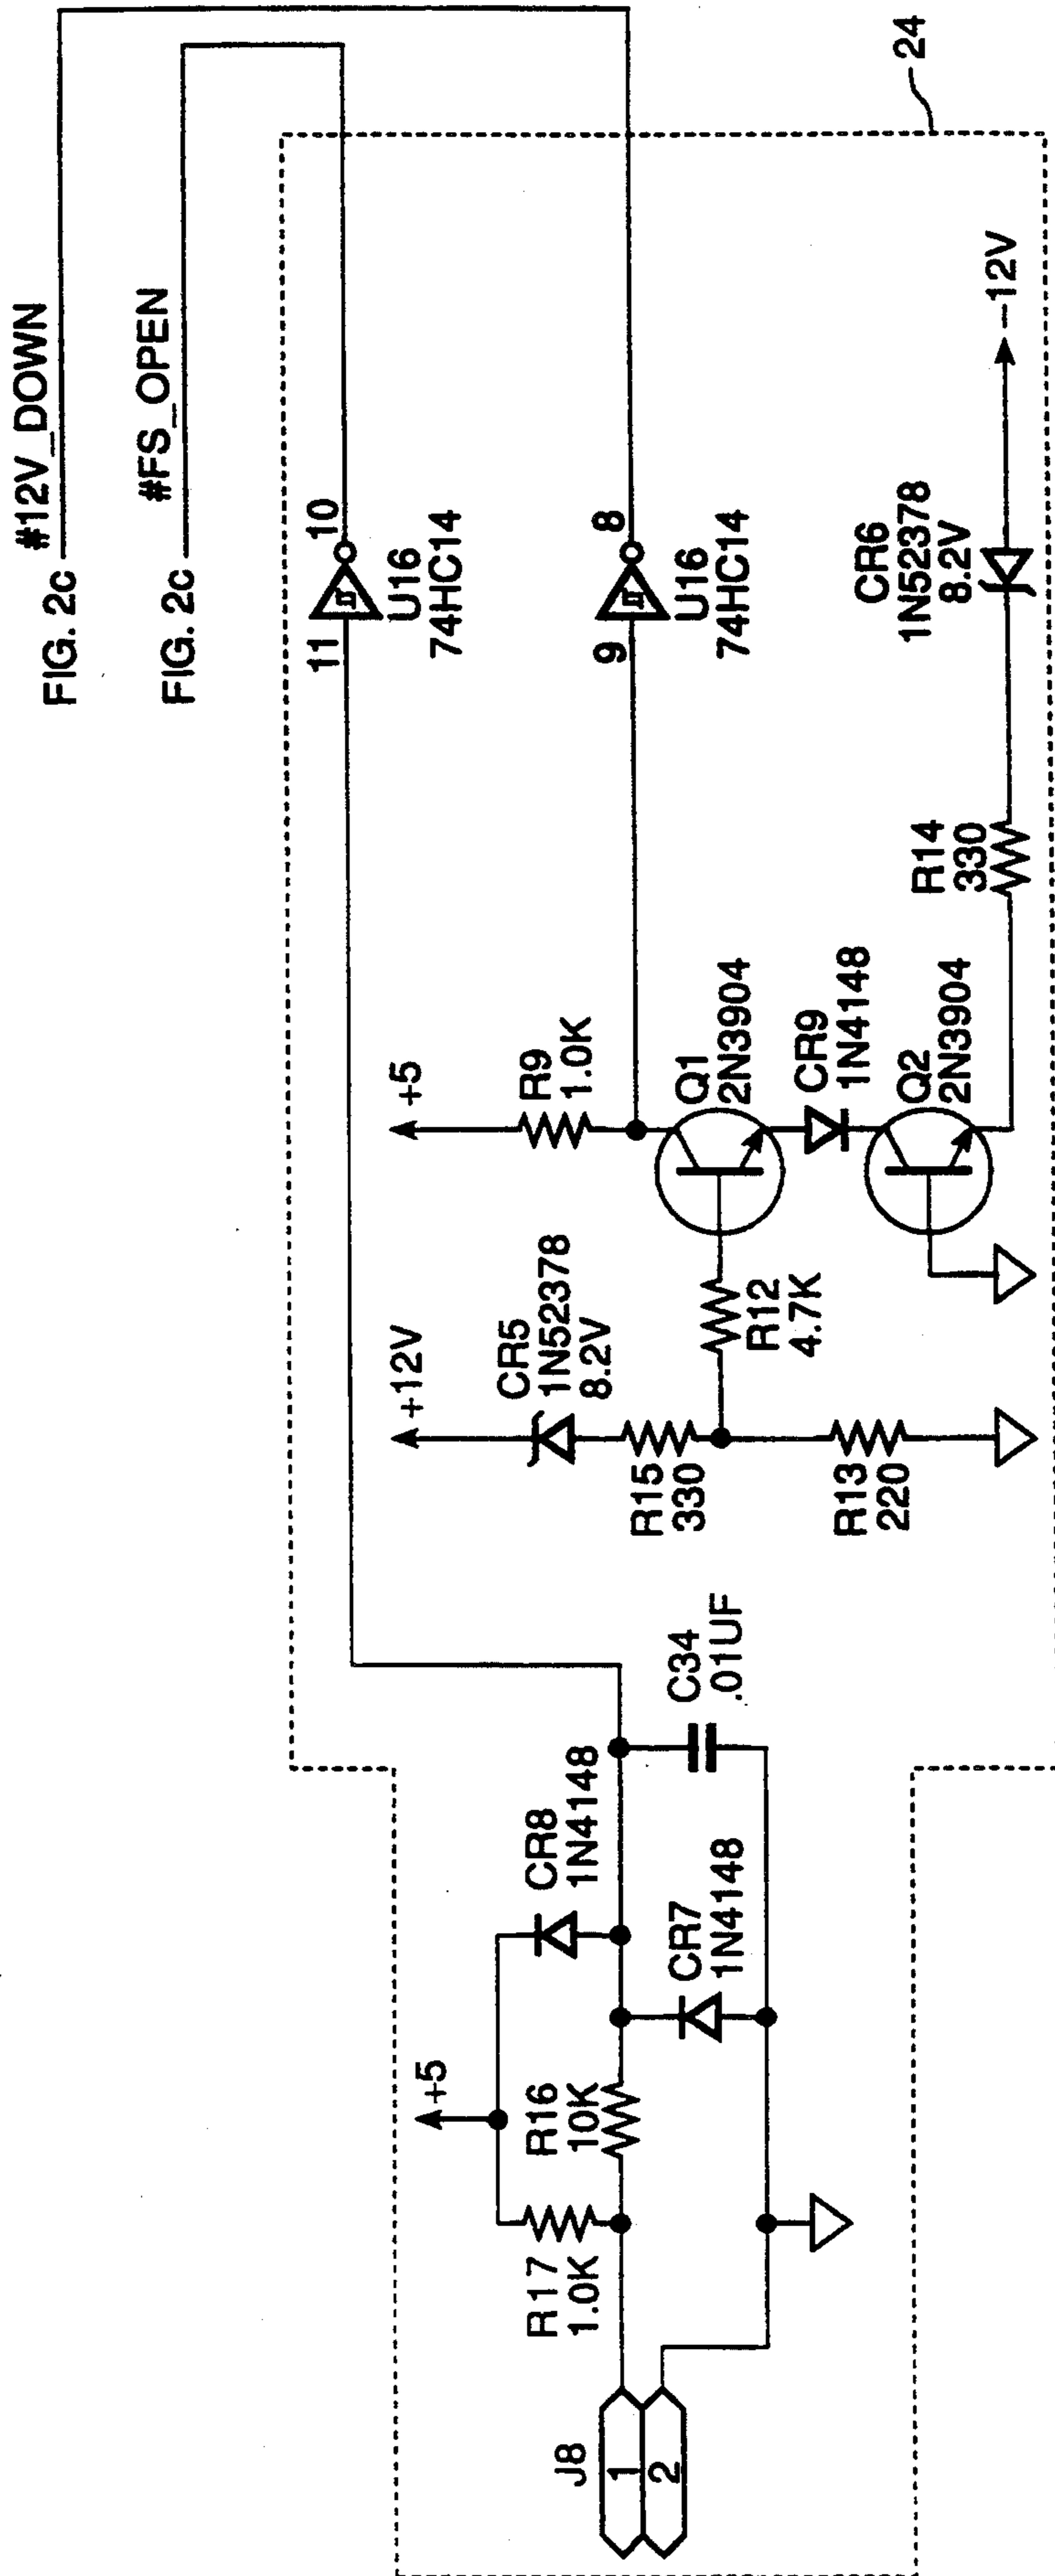 FIG. 2c #12V_DOWN
FIG. 2c #FS_OPEN
24
11
10
U16
74HC14
9
8
U16
74HC14
+5
R9
1.0K
+12V
CR5
1N52378
8.2V
R15
330
R12
4.7K
R13
220
Q1
2N3904
CR9
1N4148
Q2
2N3904
R14
330
CR6
1N52378
8.2V
-12V
+5
CR8
1N4148
C34
.01UF
R17
1.0K
R16
10K
CR7
1N4148
J8
1
2